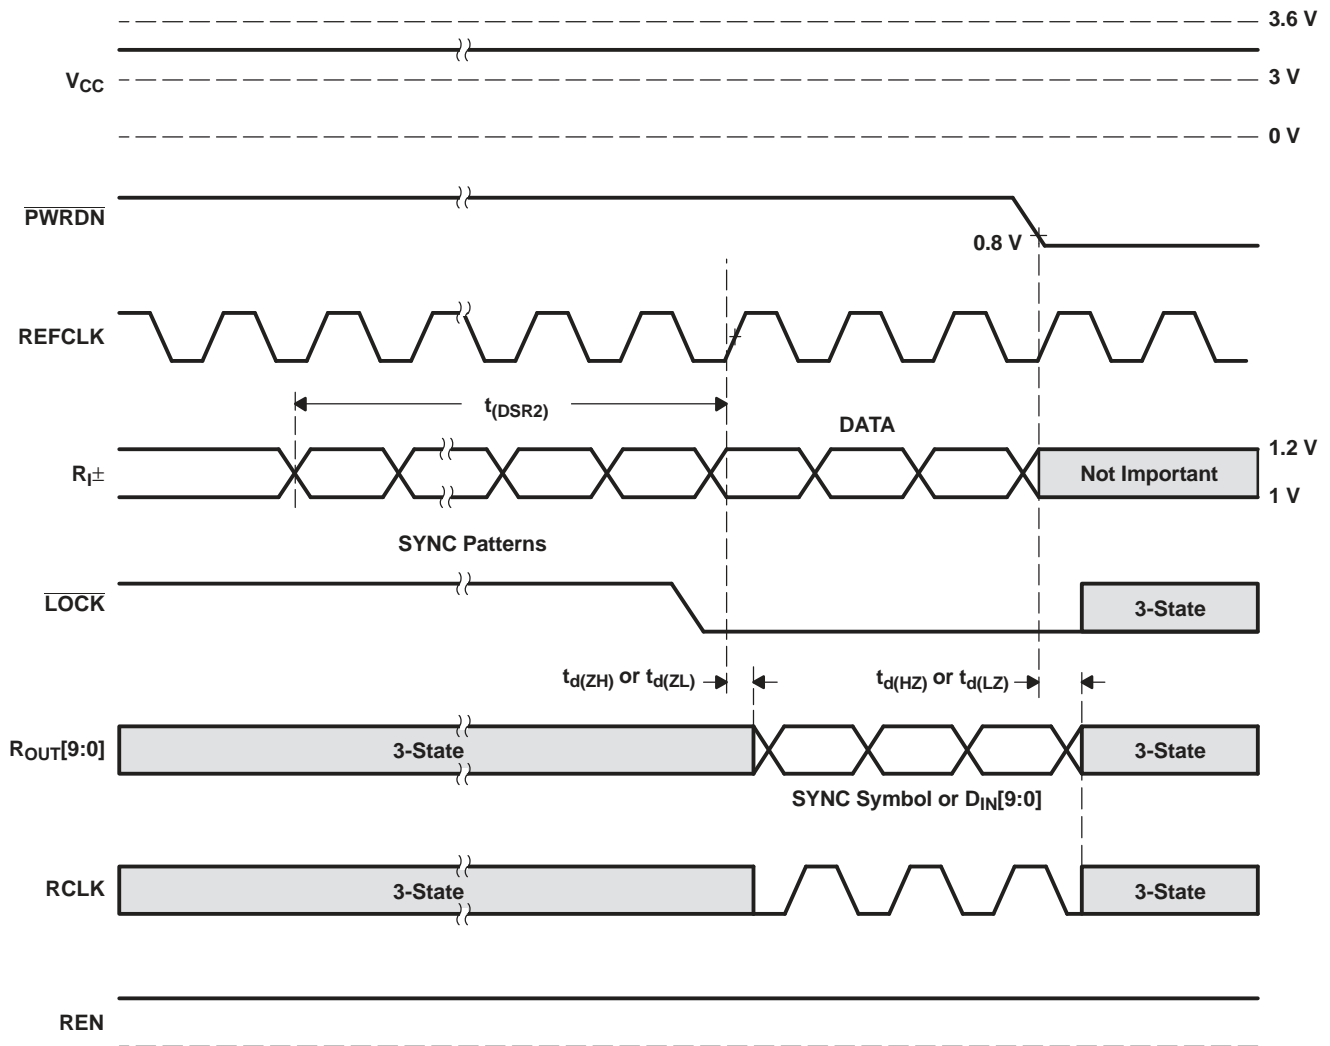 3.6 V
VCC
3 V
0 V
PWRDN
0.8 V
REFCLK
t(DSR2)
DATA
RI±
1.2 V
Not Important
1 V
SYNC Patterns
LOCK
3-State
td(ZH) or td(ZL)
td(HZ) or td(LZ)
ROUT[9:0]
3-State
3-State
SYNC Symbol or DIN[9:0]
RCLK
3-State
3-State
REN